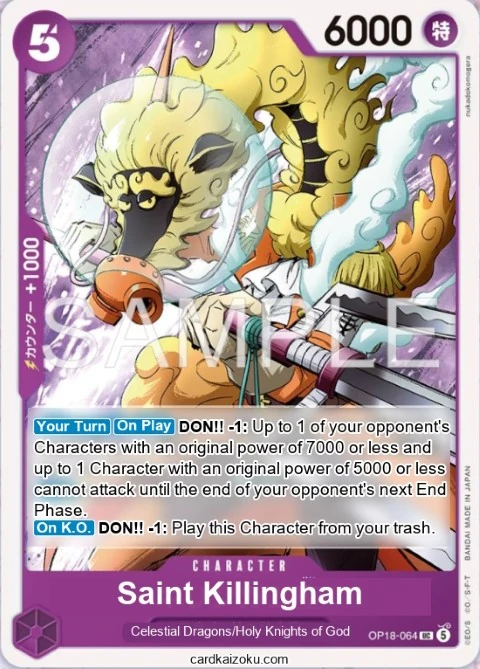 5
6000 特
nukadokomogera
⚡カウンター +1000
SAMPLE
Your Turn On Play DON!! -1: Up to 1 of your opponent's
Characters with an original power of 7000 or less and
up to 1 Character with an original power of 5000 or less
cannot attack until the end of your opponent's next End
Phase.
On K.O. DON!! -1: Play this Character from your trash.
CHARACTER
Saint Killingham
Celestial Dragons/Holy Knights of God
OP18-064 UC 5
©EO/S ©O/S·F·T BANDAI MADE IN JAPAN
cardkaizoku.com